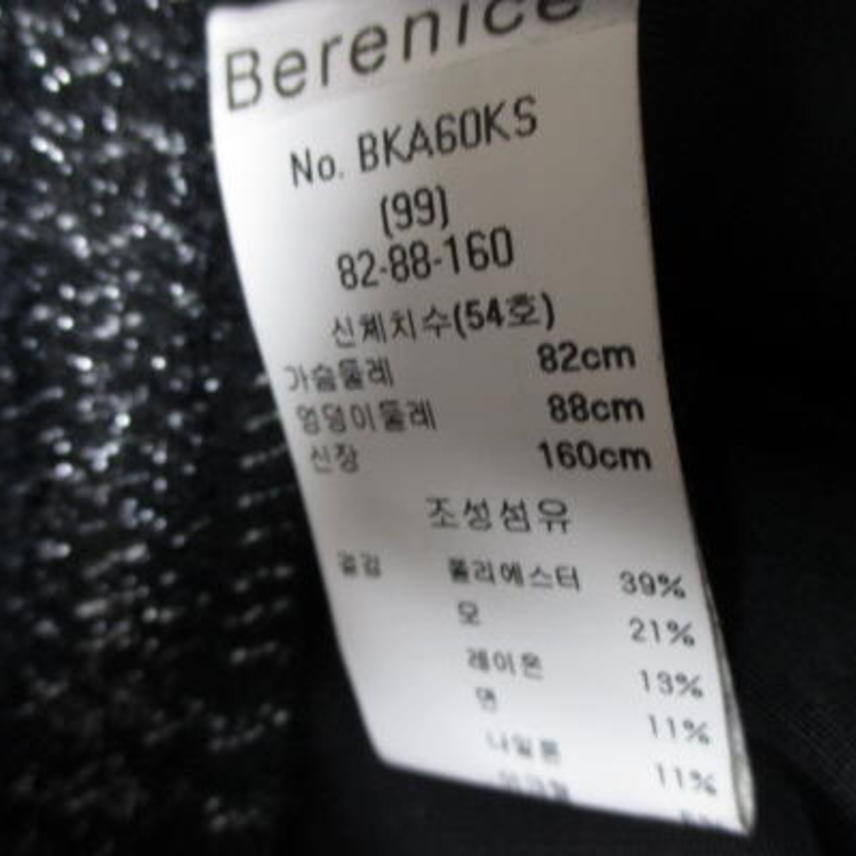 Berenice
No. BKA60KS
(99)
82-88-160
신체치수(54호)
가슴둘레 82cm
엉덩이둘레 88cm
신장 160cm
조성섬유
겉감 폴리에스터 39%
모 21%
레이온 13%
면 11%
나일론 11%